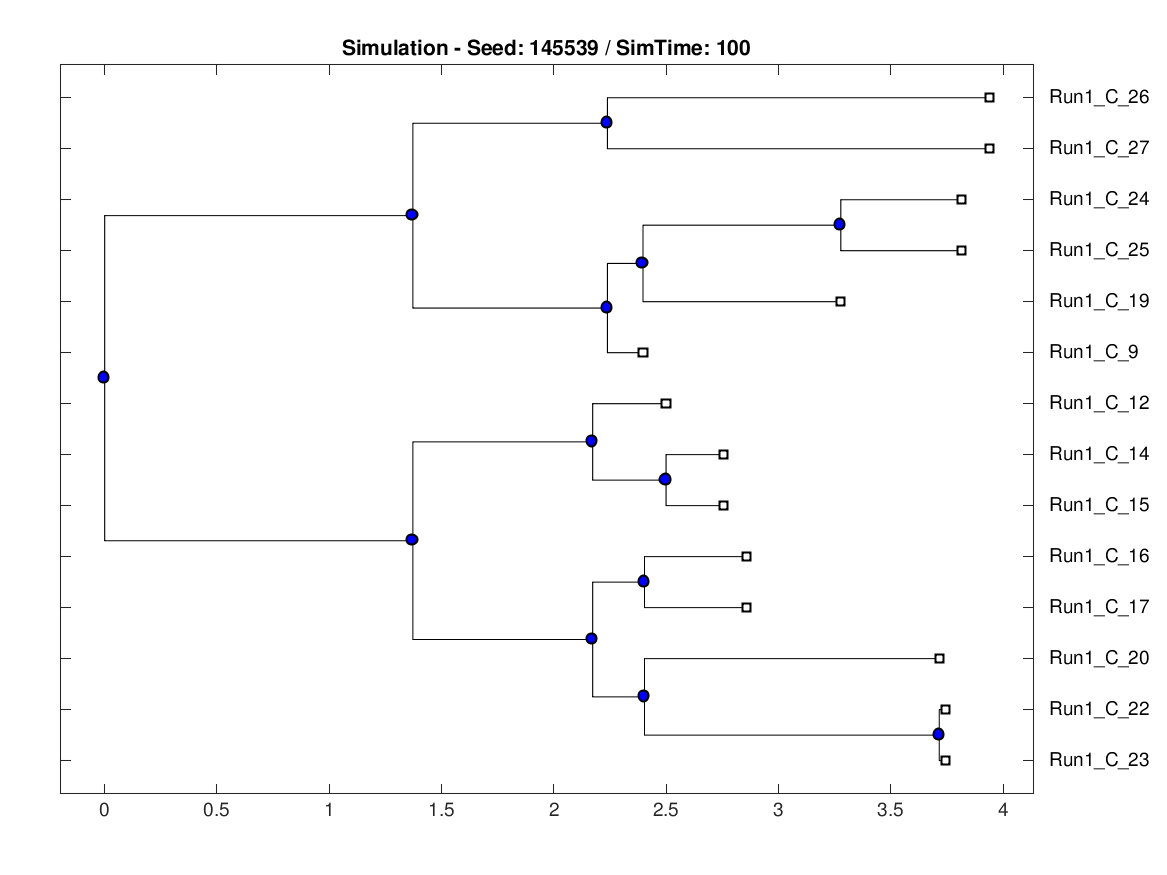 Simulation - Seed: 145539 / SimTime: 100
Run1_C_26
Run1_C_27
Run1_C_24
Run1_C_25
Run1_C_19
Run1_C_9
Run1_C_12
Run1_C_14
Run1_C_15
Run1_C_16
Run1_C_17
Run1_C_20
Run1_C_22
Run1_C_23
0 0.5 1 1.5 2 2.5 3 3.5 4